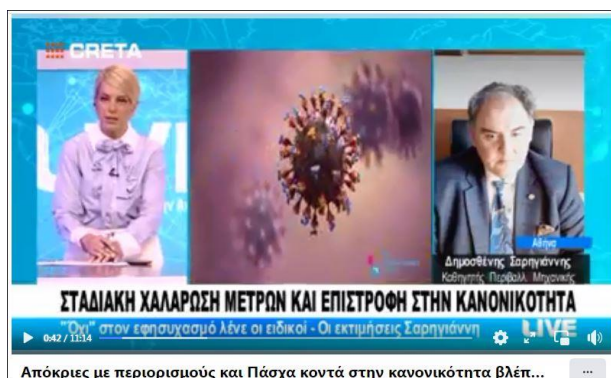 CRETA
Αθήνα
Δημοσθένης Σαρηγιάννης
Καθηγητής Περιβαλλ. Μηχανικής
ΣΤΑΔΙΑΚΗ ΧΑΛΑΡΩΣΗ ΜΕΤΡΩΝ ΚΑΙ ΕΠΙΣΤΡΟΦΗ ΣΤΗΝ ΚΑΝΟΝΙΚΟΤΗΤΑ
"Όχι" στον εφησυχασμό λένε οι ειδικοί - Οι εκτιμήσεις Σαρηγιάννη
LIVE
0:42 / 11:14
Απόκριες με περιορισμούς και Πάσχα κοντά στην κανονικότητα βλέπ...